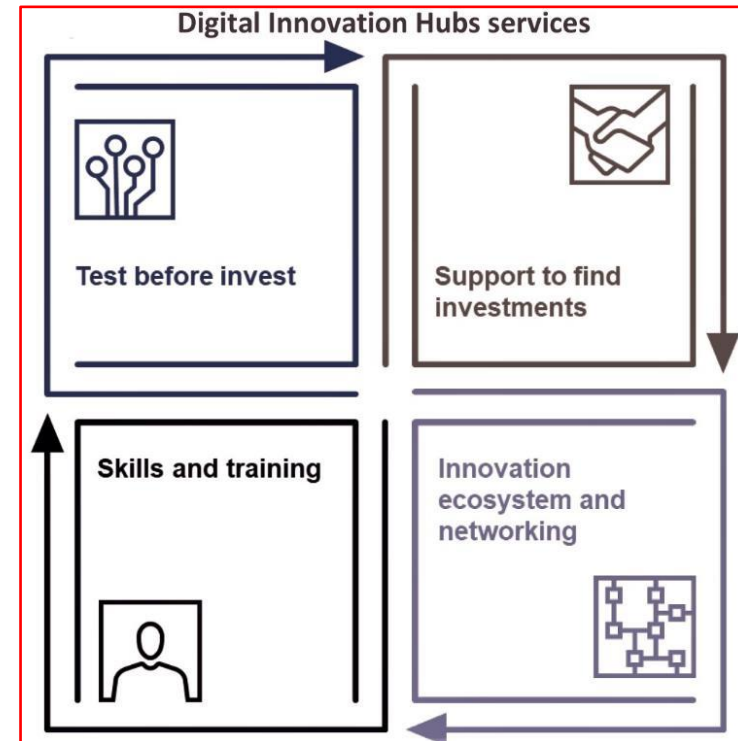 Digital Innovation Hubs services
Test before invest
Support to find
investments
Skills and training
Innovation
ecosystem and
networking